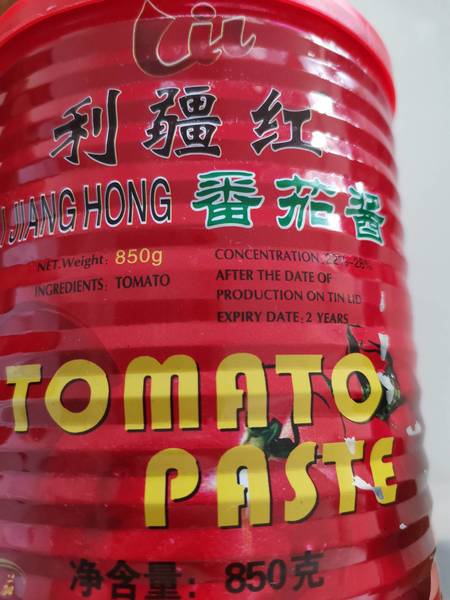 利疆红
JIANG HONG 番茄酱
NET.Weight: 850g
INGREDIENTS: TOMATO
CONCENTRATION:
AFTER THE DATE OF
PRODUCTION ON TIN LID
EXPIRY DATE: 2 YEARS
TOMATO
PASTE
净含量: 850克